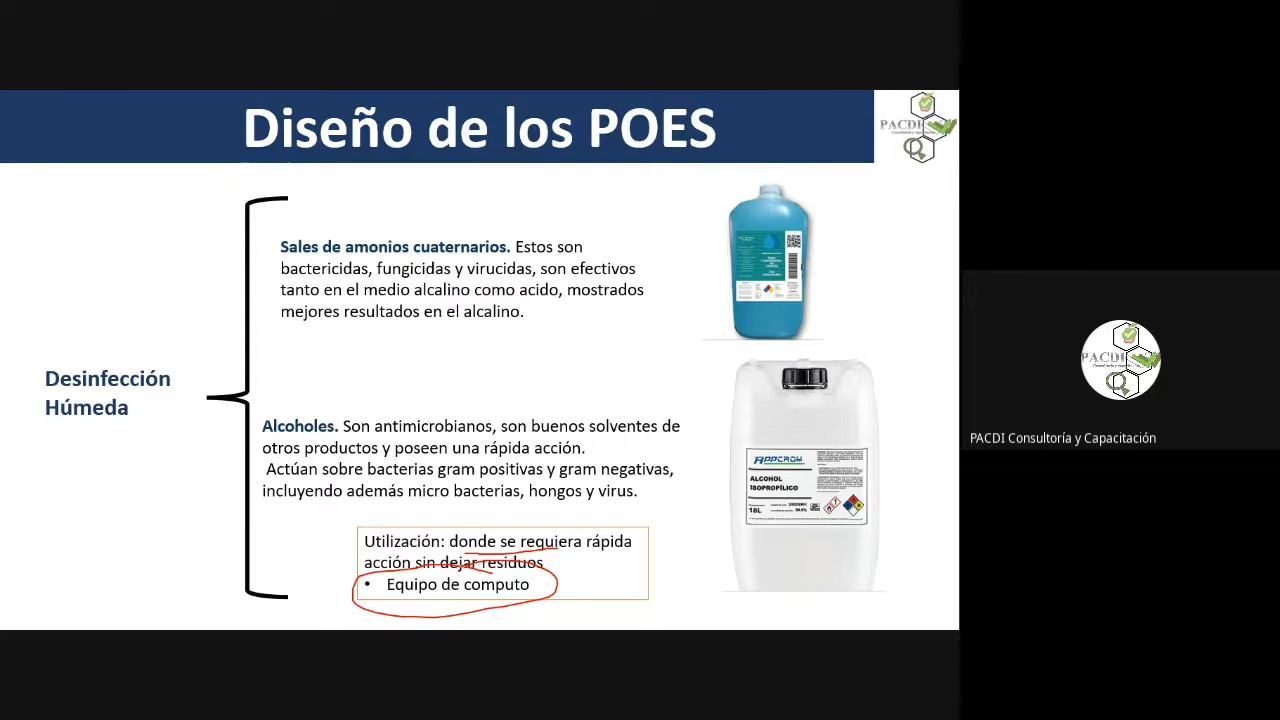 Diseño de los POES
PACDI
Sales de amonios cuaternarios. Estos son
bactericidas, fungicidas y virucidas, son efectivos
tanto en el medio alcalino como acido, mostrados
mejores resultados en el alcalino.
Desinfección
Húmeda
Alcoholes. Son antimicrobianos, son buenos solventes de
otros productos y poseen una rápida acción.
Actúan sobre bacterias gram positivas y gram negativas,
incluyendo además micro bacterias, hongos y virus.
APPCROM
ALCOHOL
ISOPROPÍLICO
18L
Utilización: donde se requiera rápida
acción sin dejar residuos
• Equipo de computo
PACDI
PACDI Consultoría y Capacitación